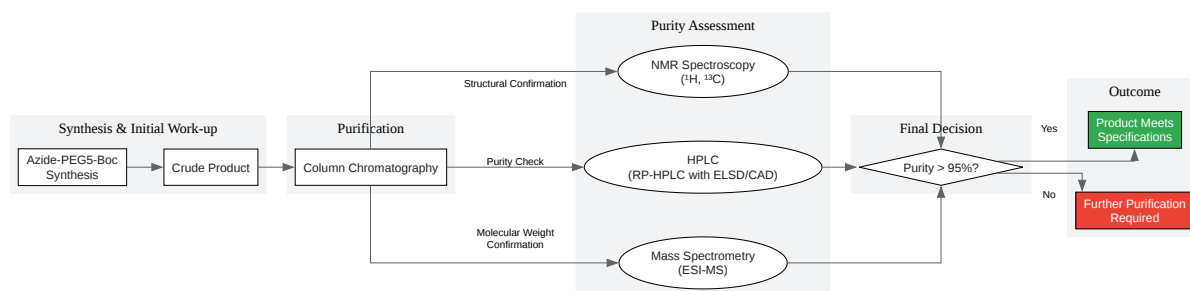 Synthesis & Initial Work-up
Azide-PEG5-Boc
Synthesis
Crude Product
Purification
Column Chromatography
Structural Confirmation
Purity Check
Molecular Weight
Confirmation
Purity Assessment
NMR Spectroscopy
(¹H, ¹³C)
HPLC
(RP-HPLC with ELSD/CAD)
Mass Spectrometry
(ESI-MS)
Final Decision
Purity > 95%?
Yes
No
Outcome
Product Meets
Specifications
Further Purification
Required